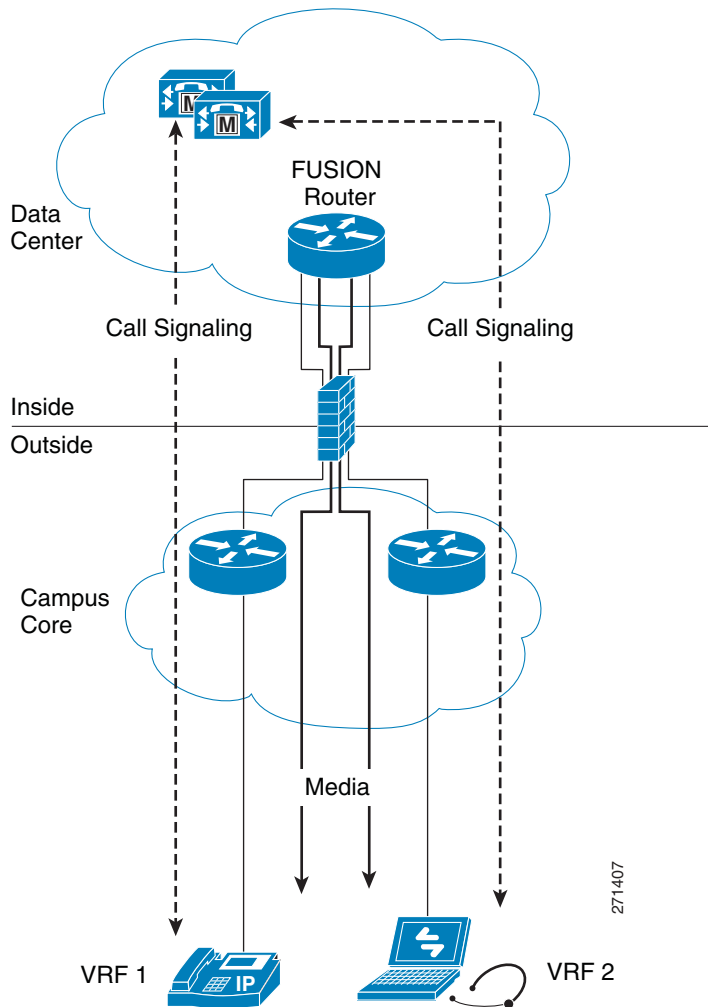 M
M
FUSION
Router
Data
Center
Call Signaling
Call Signaling
Inside
Outside
Campus
Core
Media
271407
VRF 1
IP
VRF 2